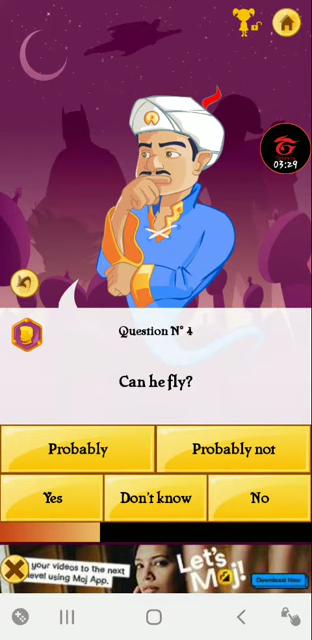 03:29
Question N° 4
Can he fly?
Probably
Probably not
Yes
Don't know
No
your videos to the next
level using Moj App.
Let's
Moj!
Download Now